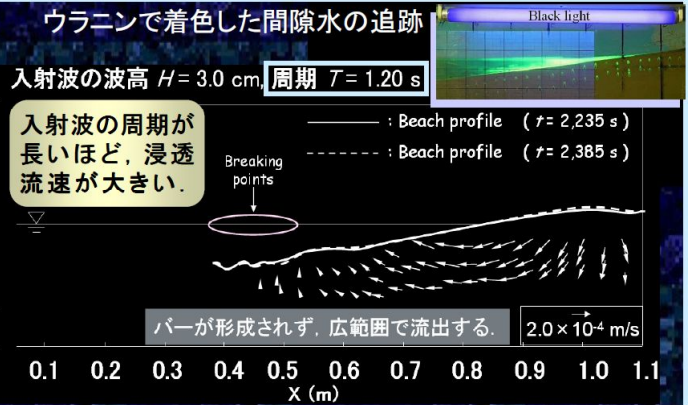 ウラニンで着色した間隙水の追跡
Black light
入射波の波高 H = 3.0 cm, 周期 T = 1.20 s
入射波の周期が
長いほど，浸透
流速が大きい．
: Beach profile ( t = 2,235 s )
: Beach profile ( t = 2,385 s )
Breaking
points
バーが形成されず，広範囲で流出する．
2.0 × 10⁻⁴ m/s
0.1 0.2 0.3 0.4 0.5 0.6 0.7 0.8 0.9 1.0 1.1
X (m)